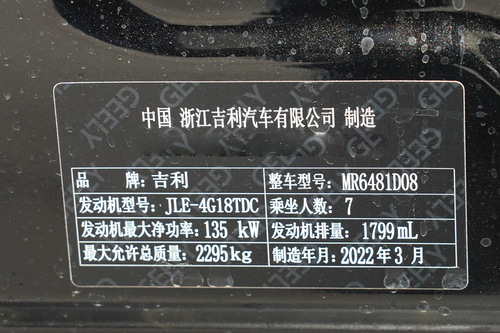 中国 浙江吉利汽车有限公司 制造
品 牌:吉利 整车型号:MR6481D08
发动机型号:JLE-4G18TDC 乘坐人数:7
发动机最大净功率:135 kW 发动机排量:1799mL
最大允许总质量:2295kg 制造年月:2022年3月
GEELY